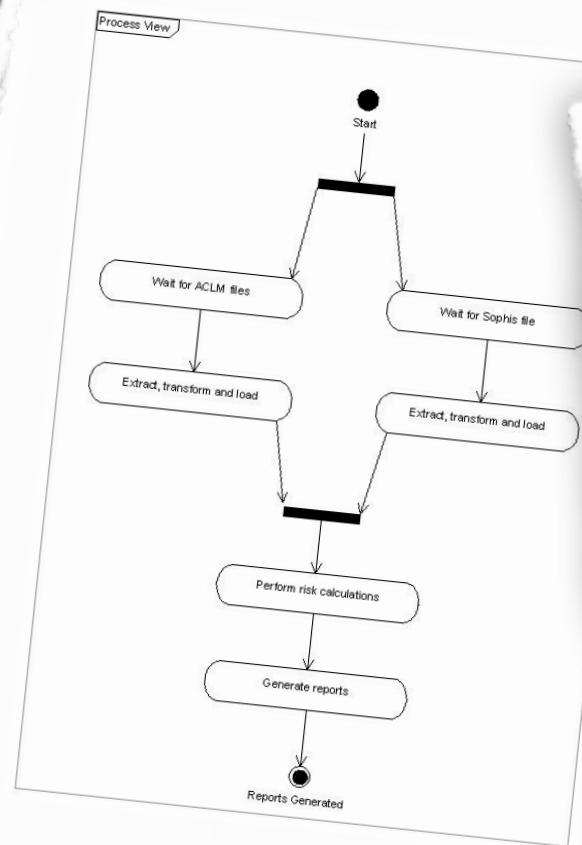 Process View
Start
Wait for ACLM files
Wait for Sophis file
Extract, transform and load
Extract, transform and load
Perform risk calculations
Generate reports
Reports Generated